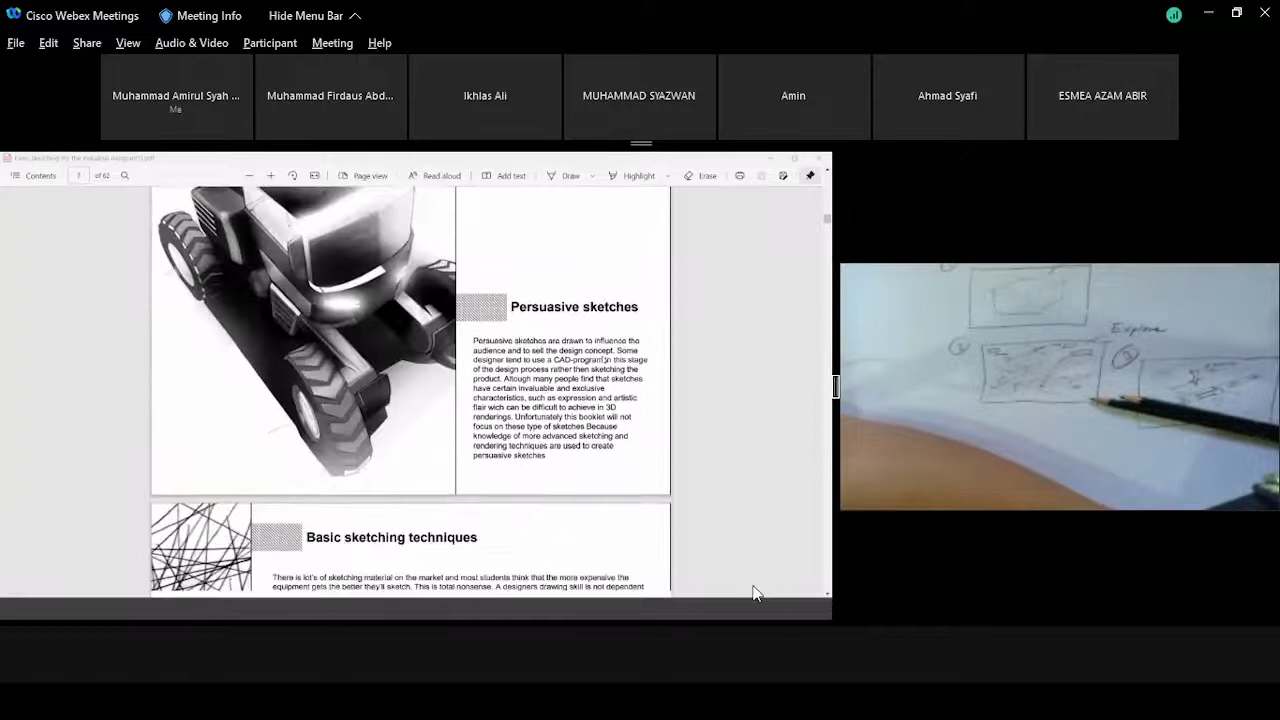 Cisco Webex Meetings
Meeting Info
Hide Menu Bar
File Edit Share View Audio & Video Participant Meeting Help
Muhammad Amirul Syah ...
Me
Muhammad Firdaus Abd...
Ikhlas Ali
MUHAMMAD SYAZWAN
Amin
Ahmad Syafi
ESMEA AZAM ABIR
Contents 7 of 62 Page view Read aloud Add text Draw Highlight Erase
Persuasive sketches
Persuasive sketches are drawn to influence the
audience and to sell the design concept. Some
designer tend to use a CAD-program in this stage
of the design process rather then sketching the
product. Altough many people find that sketches
have certain invaluable and exclusive
characteristics, such as expression and artistic
flair wich can be difficult to achieve in 3D
renderings. Unfortunately this booklet will not
focus on these type of sketches Because
knowledge of more advanced sketching and
rendering techniques are used to create
persuasive sketches
Basic sketching techniques
There is lot's of sketching material on the market and most students think that the more expensive the
equipment gets the better they'll sketch. This is total nonsense. A designers drawing skill is not dependent
Explore
2
3